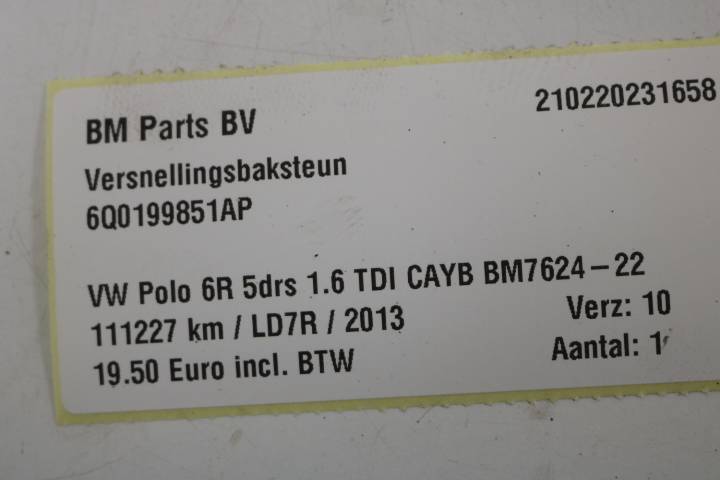 BM Parts BV
210220231658
Versnellingsbaksteun
6Q0199851AP
VW Polo 6R 5drs 1.6 TDI CAYB BM7624-22
111227 km / LD7R / 2013
Verz: 10
19.50 Euro incl. BTW
Aantal: 1